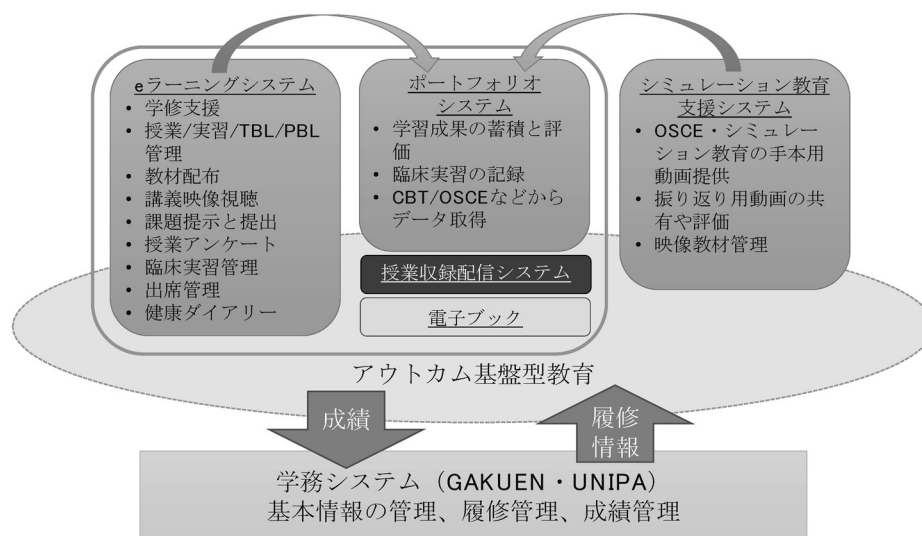 eラーニングシステム
• 学修支援
• 授業/実習/TBL/PBL
管理
• 教材配布
• 講義映像視聴
• 課題提示と提出
• 授業アンケート
• 臨床実習管理
• 出席管理
• 健康ダイアリー
ポートフォリオ
システム
• 学習成果の蓄積と評
価
• 臨床実習の記録
• CBT/OSCEなどから
データ取得
授業収録配信システム
電子ブック
シミュレーション教育
支援システム
• OSCE・シミュレー
ション教育の手本用
動画提供
• 振り返り用動画の共
有や評価
• 映像教材管理
アウトカム基盤型教育
成績
履修
情報
学務システム（GAKUEN・UNIPA）
基本情報の管理、履修管理、成績管理